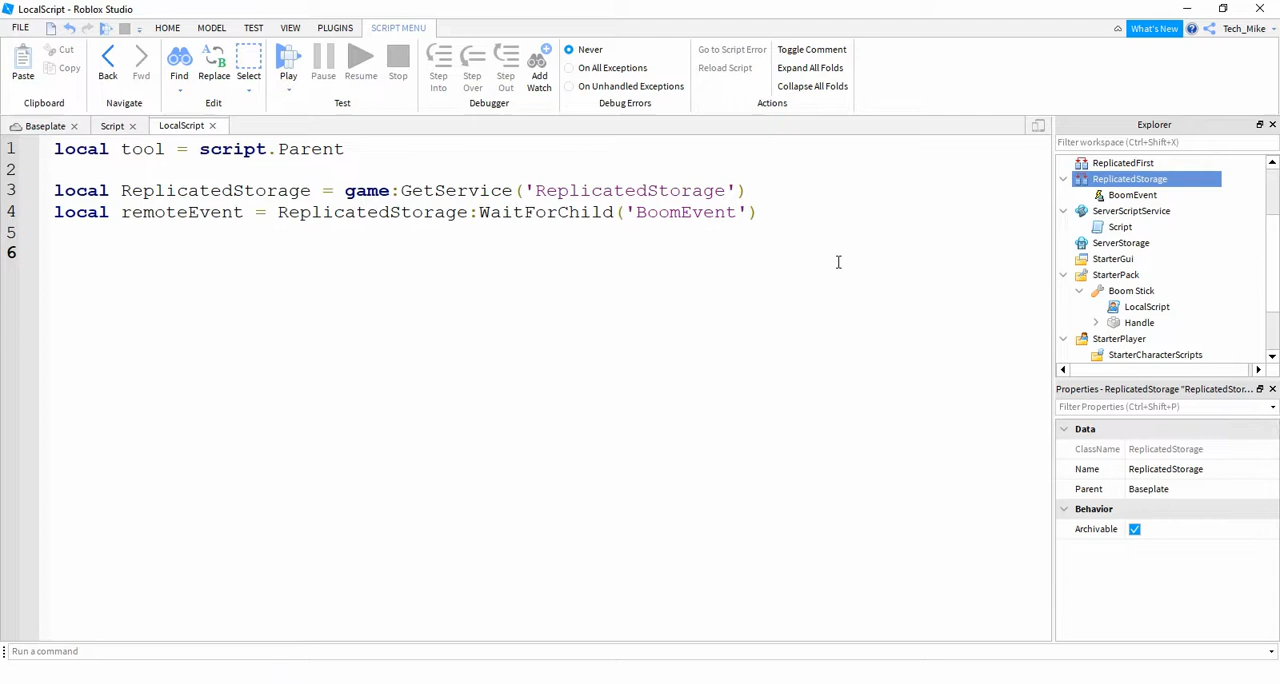 LocalScript - Roblox Studio
FILE HOME MODEL TEST VIEW PLUGINS SCRIPT MENU What's New Tech_Mike
Paste Cut Copy
Clipboard
Back Fwd
Navigate
Find Replace Select
Edit
Play Pause Resume Stop
Test
Step Into Step Over Step Out Add Watch
Debugger
Never
On All Exceptions
On Unhandled Exceptions
Debug Errors
Go to Script Error Toggle Comment
Reload Script Expand All Folds
Collapse All Folds
Actions
Baseplate Script LocalScript
1 local tool = script.Parent
2
3 local ReplicatedStorage = game:GetService('ReplicatedStorage')
4 local remoteEvent = ReplicatedStorage:WaitForChild('BoomEvent')
5
6
Explorer
Filter workspace (Ctrl+Shift+X)
ReplicatedFirst
ReplicatedStorage
BoomEvent
ServerScriptService
Script
ServerStorage
StarterGui
StarterPack
Boom Stick
LocalScript
Handle
StarterPlayer
StarterCharacterScripts
Properties - ReplicatedStorage "ReplicatedStor...
Filter Properties (Ctrl+Shift+P)
Data
ClassName ReplicatedStorage
Name ReplicatedStorage
Parent Baseplate
Behavior
Archivable
Run a command